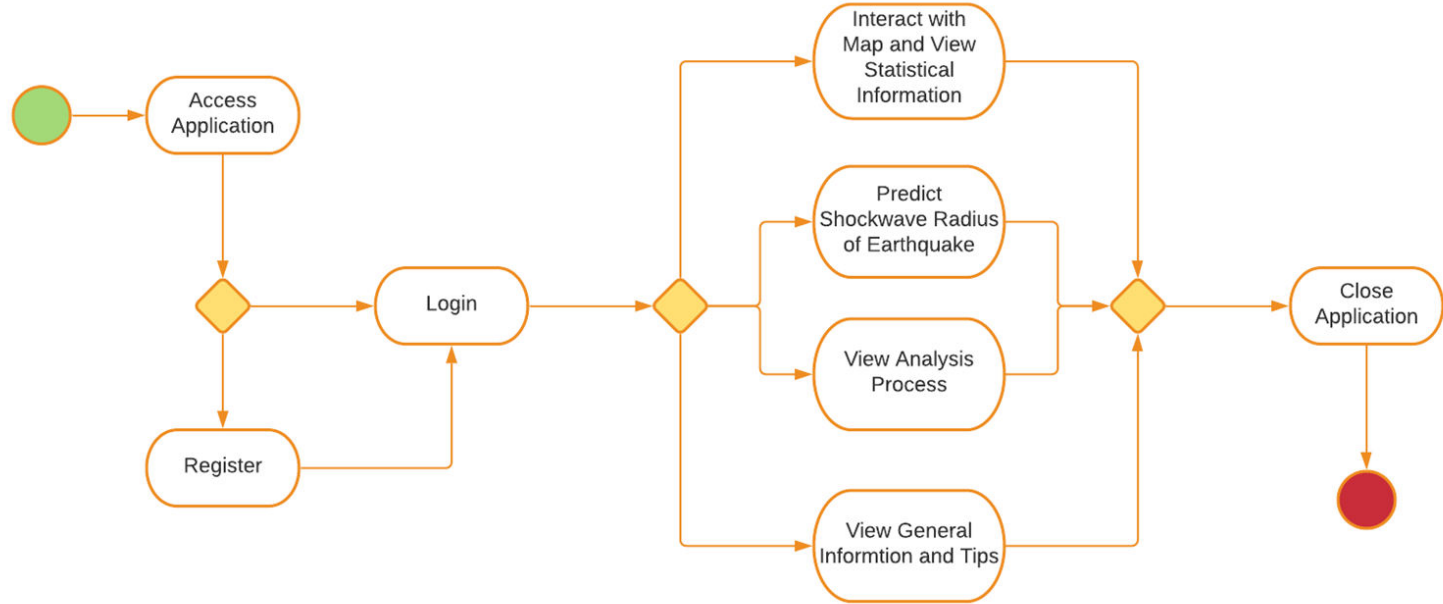 Access
Application
Login
Register
Interact with
Map and View
Statistical
Information
Predict
Shockwave Radius
of Earthquake
View Analysis
Process
View General
Informtion and Tips
Close
Application